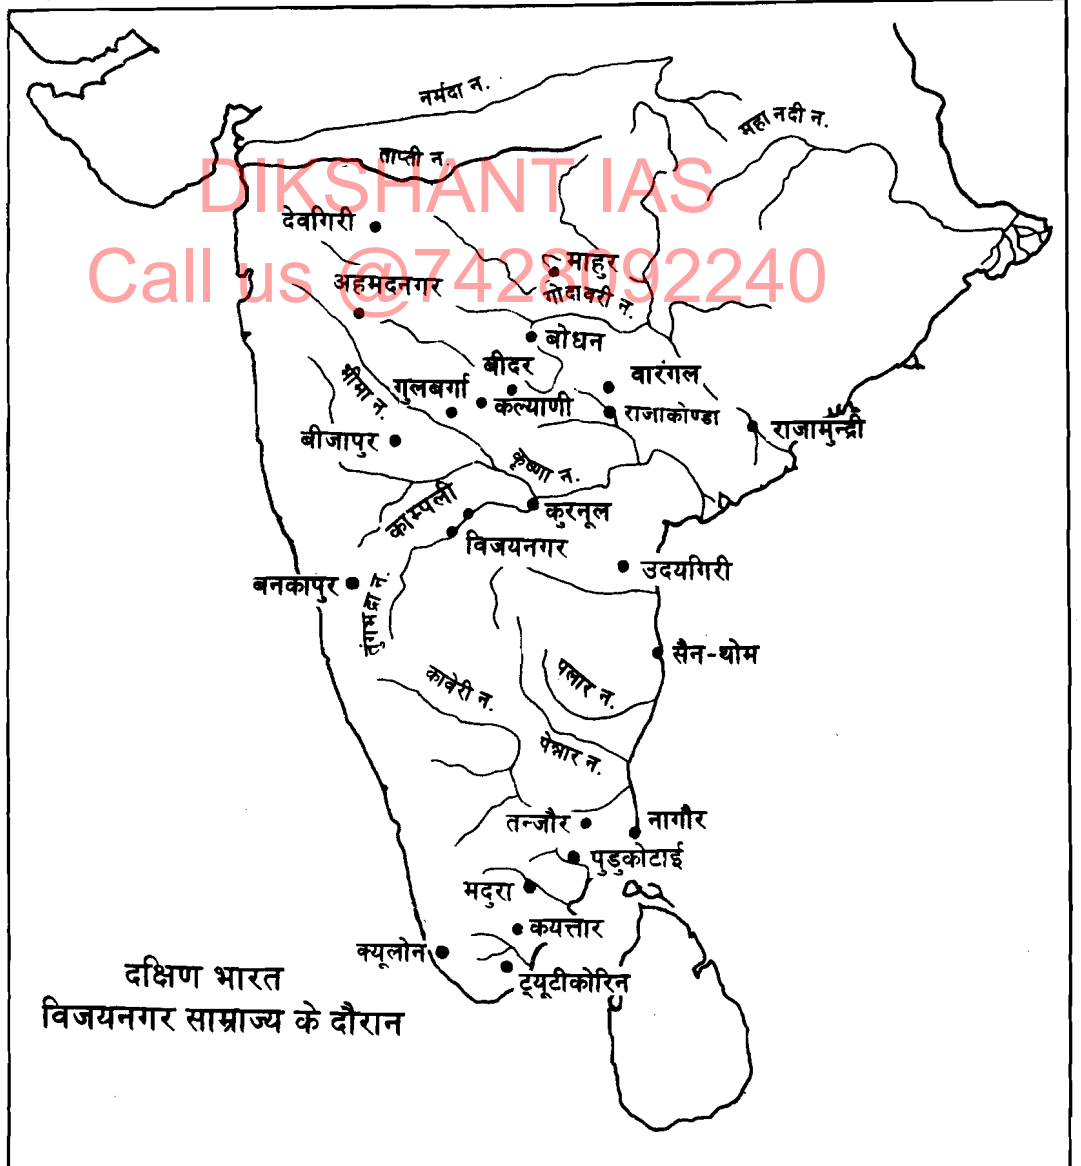 नर्मदा न.
महानदी न.
ताप्ती न.
DIKSHANT IAS
देवगिरी
Call us @7428092240
माहुर
अहमदनगर
गोदावरी न.
बोधन
बीदर
वारंगल
भीमा न.
गुलबर्गा
कल्याणी
राजाकोण्डा
राजामुन्द्री
बीजापुर
कृष्णा न.
काम्पली
कुरनूल
विजयनगर
उदयगिरी
बनकापुर
तुंगभद्रा न.
सैन-थोम
पलार न.
कावेरी न.
पेन्नार न.
तन्जौर
नागौर
पुडुकोटाई
मदुरा
कयत्तार
क्यूलोन
ट्यूटीकोरिन
दक्षिण भारत
विजयनगर साम्राज्य के दौरान